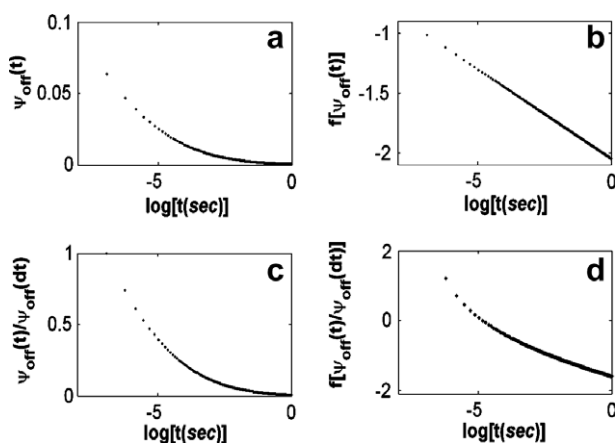 a
0.1
0.05
0
ψoff(t)
-5
0
log[t(sec)]
b
-1
-1.5
-2
f[ψoff(t)]
-5
0
log[t(sec)]
c
1
0.5
0
ψoff(t)/ψoff(dt)
-5
0
log[t(sec)]
d
2
0
-2
f[ψoff(t)/ψoff(dt)]
-5
0
log[t(sec)]